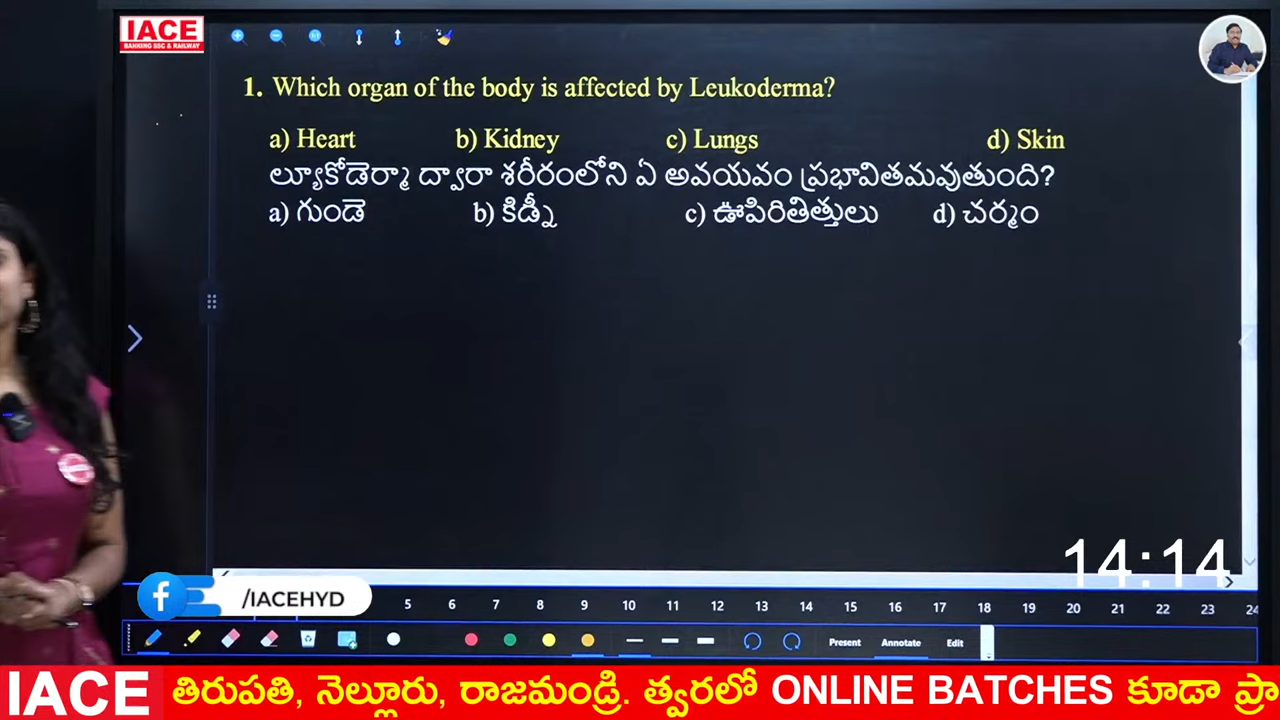 IACE
BANKING SSC & RAILWAY
1. Which organ of the body is affected by Leukoderma?
a) Heart b) Kidney c) Lungs d) Skin
ల్యూకోడెర్మా ద్వారా శరీరంలోని ఏ అవయవం ప్రభావితమవుతుంది?
a) గుండె b) కిడ్నీ c) ఊపిరితిత్తులు d) చర్మం
14:14
/IACEHYD
5 6 7 8 9 10 11 12 13 14 15 16 17 18 19 20 21 22 23 24
Present Annotate Edit
IACE తిరుపతి, నెల్లూరు, రాజమండ్రి. త్వరలో ONLINE BATCHES కూడా ప్రా